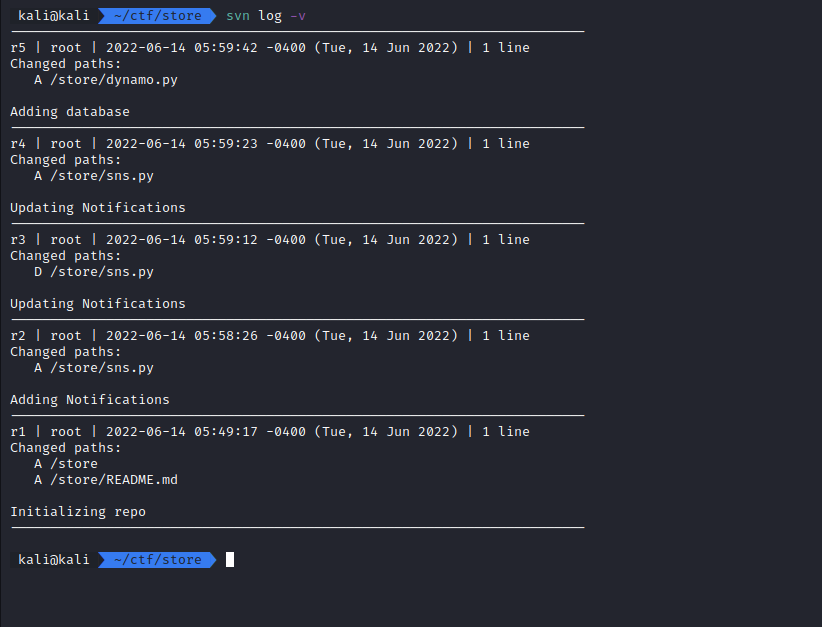 kali@kali ~/ctf/store svn log -v
r5 | root | 2022-06-14 05:59:42 -0400 (Tue, 14 Jun 2022) | 1 line
Changed paths:
   A /store/dynamo.py
Adding database
r4 | root | 2022-06-14 05:59:23 -0400 (Tue, 14 Jun 2022) | 1 line
Changed paths:
   A /store/sns.py
Updating Notifications
r3 | root | 2022-06-14 05:59:12 -0400 (Tue, 14 Jun 2022) | 1 line
Changed paths:
   D /store/sns.py
Updating Notifications
r2 | root | 2022-06-14 05:58:26 -0400 (Tue, 14 Jun 2022) | 1 line
Changed paths:
   A /store/sns.py
Adding Notifications
r1 | root | 2022-06-14 05:49:17 -0400 (Tue, 14 Jun 2022) | 1 line
Changed paths:
   A /store
   A /store/README.md
Initializing repo
kali@kali ~/ctf/store